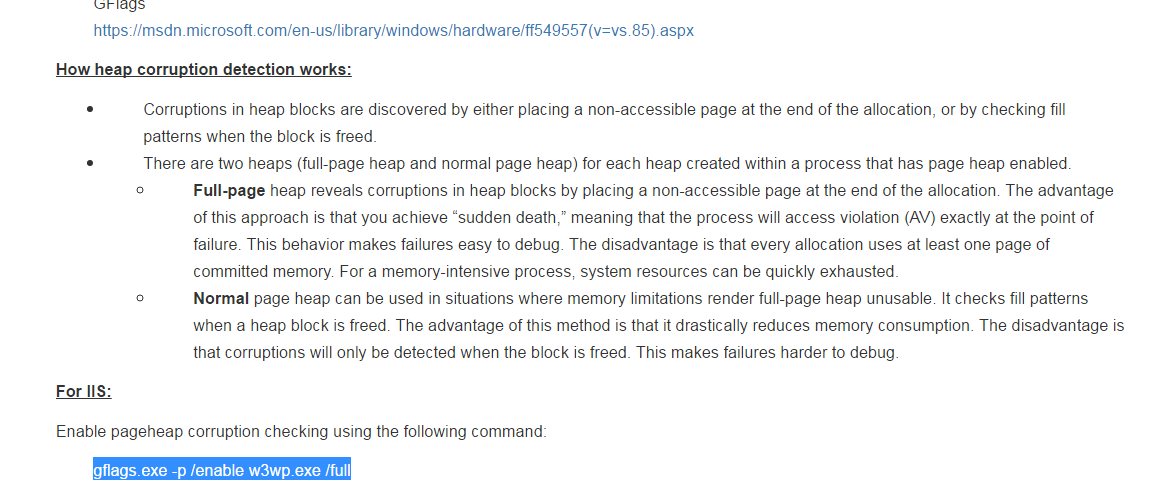 GFlags
https://msdn.microsoft.com/en-us/library/windows/hardware/ff549557(v=vs.85).aspx
How heap corruption detection works:
Corruptions in heap blocks are discovered by either placing a non-accessible page at the end of the allocation, or by checking fill
patterns when the block is freed.
There are two heaps (full-page heap and normal page heap) for each heap created within a process that has page heap enabled.
Full-page heap reveals corruptions in heap blocks by placing a non-accessible page at the end of the allocation. The advantage
of this approach is that you achieve “sudden death,” meaning that the process will access violation (AV) exactly at the point of
failure. This behavior makes failures easy to debug. The disadvantage is that every allocation uses at least one page of
committed memory. For a memory-intensive process, system resources can be quickly exhausted.
Normal page heap can be used in situations where memory limitations render full-page heap unusable. It checks fill patterns
when a heap block is freed. The advantage of this method is that it drastically reduces memory consumption. The disadvantage is
that corruptions will only be detected when the block is freed. This makes failures harder to debug.
For IIS:
Enable pageheap corruption checking using the following command:
gflags.exe -p /enable w3wp.exe /full